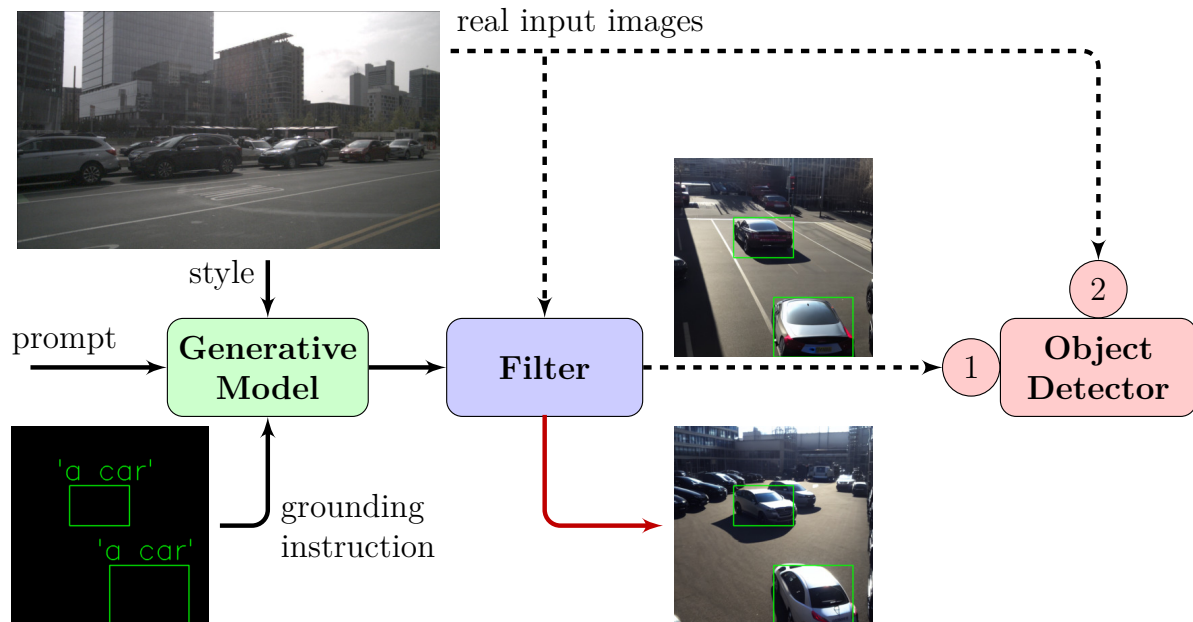 real input images
style
prompt
Generative
Model
Filter
1
2
Object
Detector
'a car'
'a car'
grounding
instruction